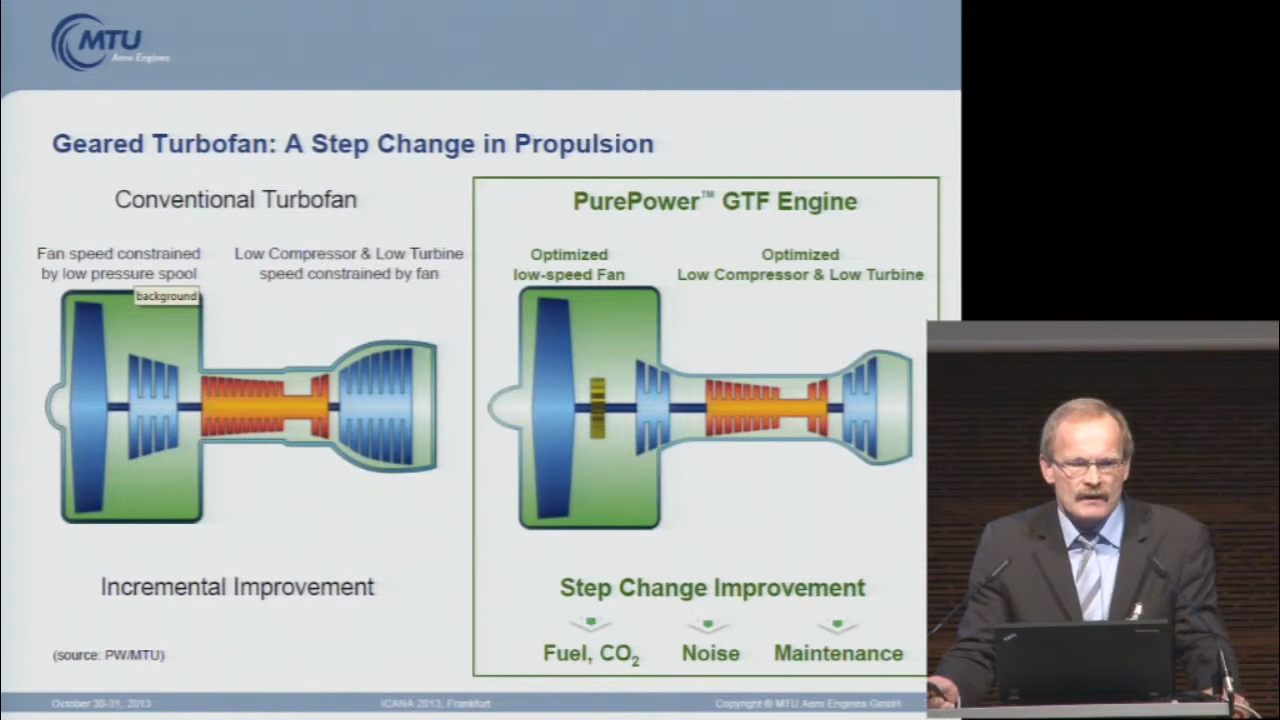 MTU
Aero Engines
Geared Turbofan: A Step Change in Propulsion
Conventional Turbofan
PurePower™ GTF Engine
Fan speed constrained
by low pressure spool
Low Compressor & Low Turbine
speed constrained by fan
Optimized
low-speed Fan
Optimized
Low Compressor & Low Turbine
background
Incremental Improvement
Step Change Improvement
Fuel, CO2
Noise
Maintenance
(source: PW/MTU)
October 30-31, 2013
ICANA 2013, Frankfurt
Copyright © MTU Aero Engines GmbH